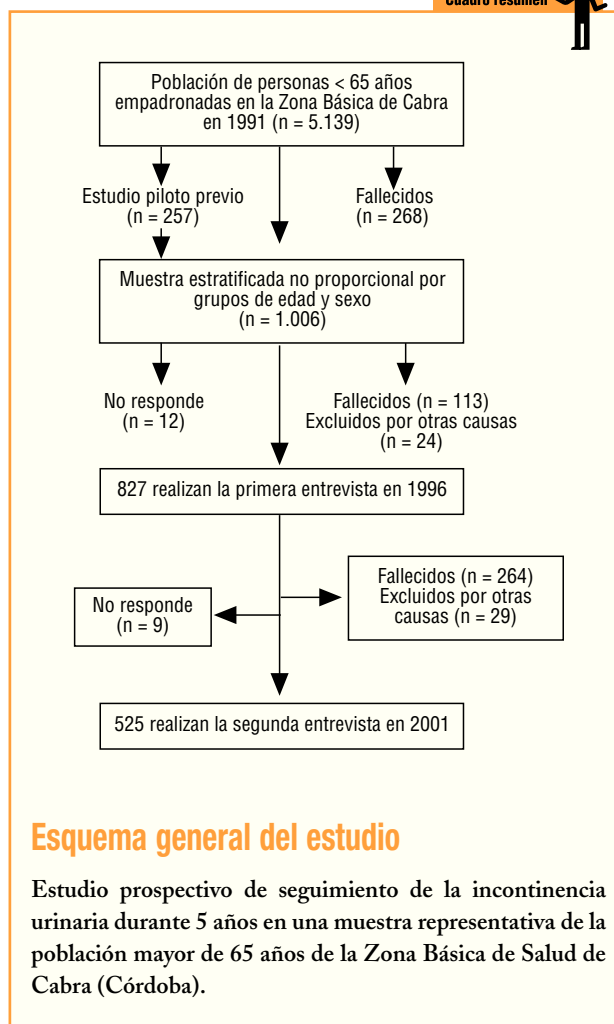 Cuadro resumen
Población de personas < 65 años
empadronadas en la Zona Básica de Cabra
en 1991 (n = 5.139)
Estudio piloto previo
(n = 257)
Fallecidos
(n = 268)
Muestra estratificada no proporcional por
grupos de edad y sexo
(n = 1.006)
No responde
(n = 12)
Fallecidos (n = 113)
Excluidos por otras causas
(n = 24)
827 realizan la primera entrevista en 1996
Fallecidos (n = 264)
Excluidos por otras
causas (n = 29)
No responde
(n = 9)
525 realizan la segunda entrevista en 2001
Esquema general del estudio
Estudio prospectivo de seguimiento de la incontinencia
urinaria durante 5 años en una muestra representativa de la
población mayor de 65 años de la Zona Básica de Salud de
Cabra (Córdoba).